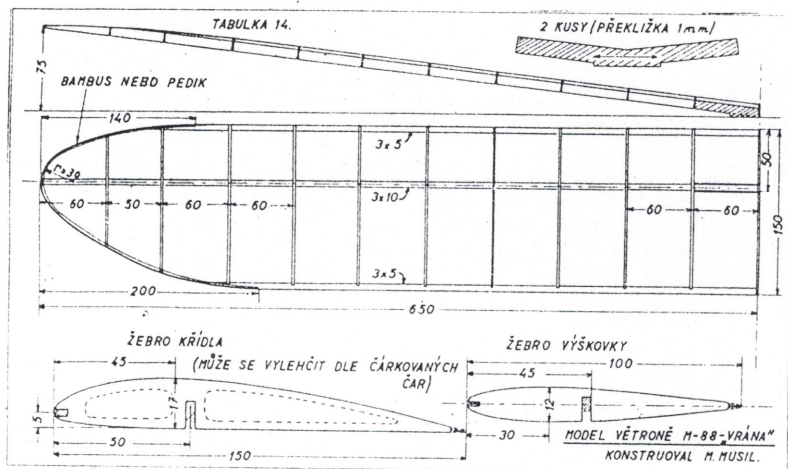 TABULKA 14.
2 KUSY/PŘEKLIŽKA 1mm/
75
BAMBUS NEBO PEDIK
140
r=30
3x5
50
3x10
60 50 60 60 60 60
150
3x5
200
650
ŽEBRO KŘÍDLA
45
(MŮŽE SE VYLEHČIT DLE ČÁRKOVANÝCH
ČAR)
17
5
50
150
ŽEBRO VÝŠKOVKY
100
45
12
30
MODEL VĚTRONĚ M-88 „VRÁNA"
KONSTRUOVAL M. MUSIL.